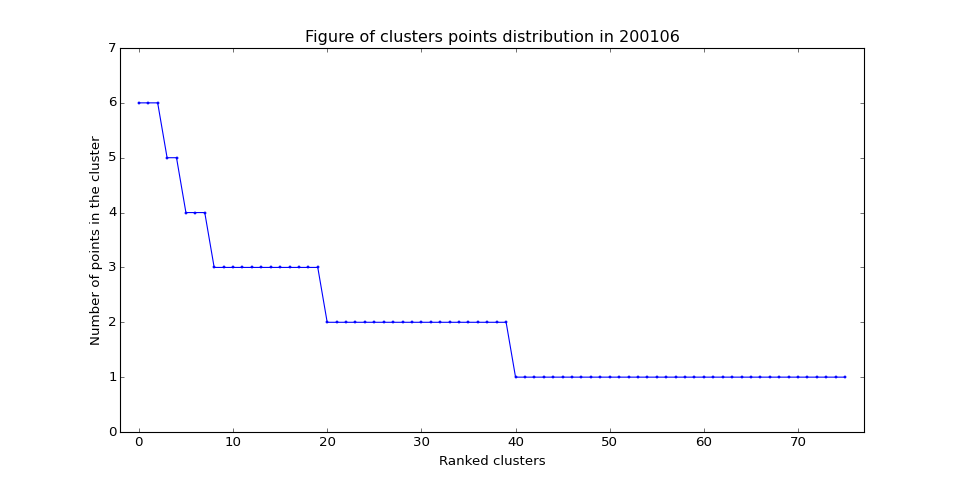 Figure of clusters points distribution in 200106
7
6
5
4
3
2
1
0
Number of points in the cluster
0 10 20 30 40 50 60 70
Ranked clusters